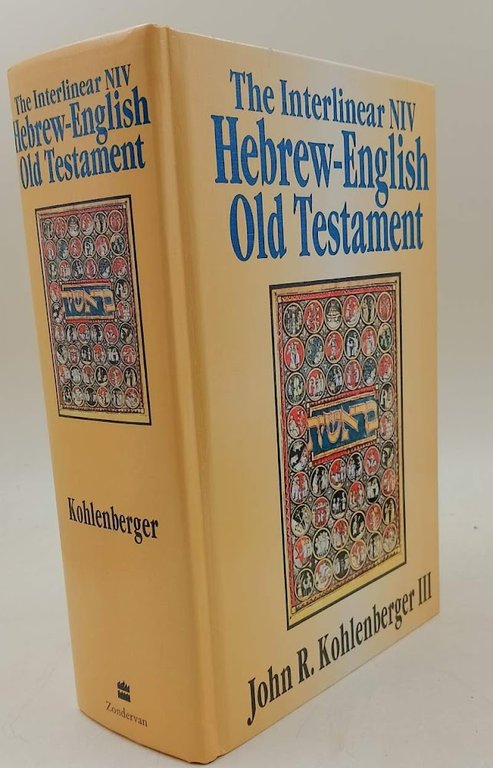 The Interlinear NIV
Hebrew-English
Old Testament
בראשית
Kohlenberger
Zondervan
The Interlinear NIV
Hebrew-English
Old Testament
בראשית
John R. Kohlenberger III